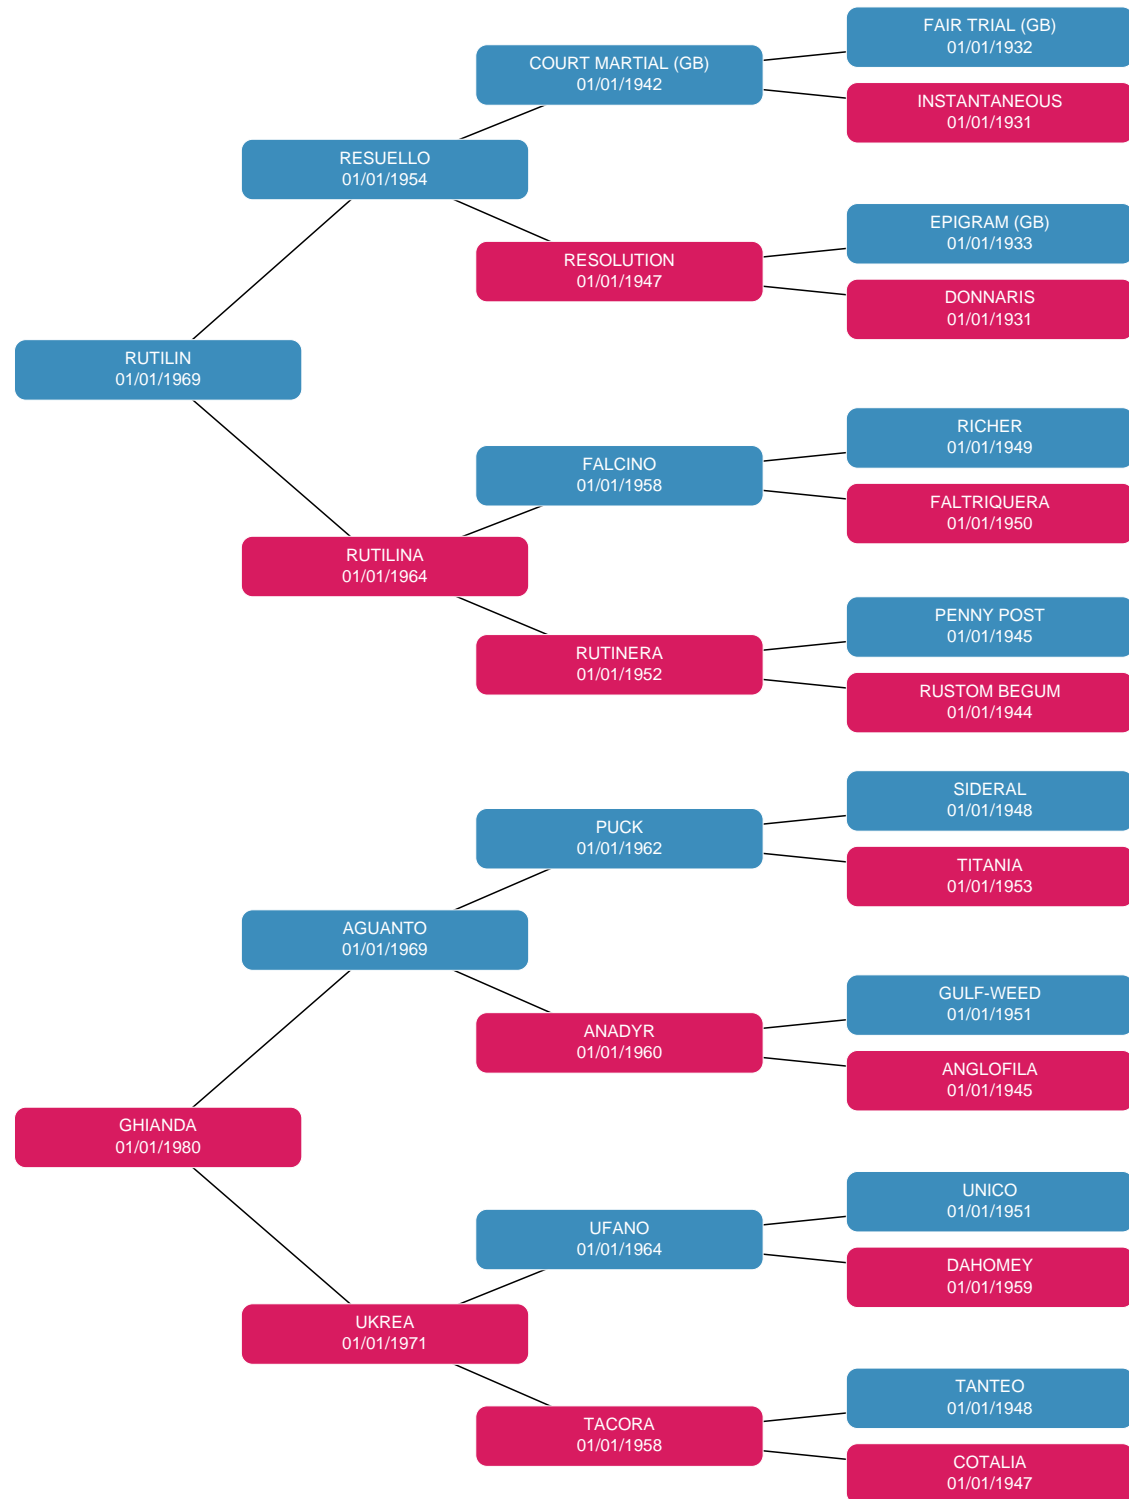 FAIR TRIAL (GB)
01/01/1932
COURT MARTIAL (GB)
01/01/1942
INSTANTANEOUS
01/01/1931
RESUELLO
01/01/1954
EPIGRAM (GB)
01/01/1933
RESOLUTION
01/01/1947
DONNARIS
01/01/1931
RUTILIN
01/01/1969
RICHER
01/01/1949
FALCINO
01/01/1958
FALTRIQUERA
01/01/1950
RUTILINA
01/01/1964
PENNY POST
01/01/1945
RUTINERA
01/01/1952
RUSTOM BEGUM
01/01/1944
SIDERAL
01/01/1948
PUCK
01/01/1962
TITANIA
01/01/1953
AGUANTO
01/01/1969
GULF-WEED
01/01/1951
ANADYR
01/01/1960
ANGLOFILA
01/01/1945
GHIANDA
01/01/1980
UNICO
01/01/1951
UFANO
01/01/1964
DAHOMEY
01/01/1959
UKREA
01/01/1971
TANTEO
01/01/1948
TACORA
01/01/1958
COTALIA
01/01/1947